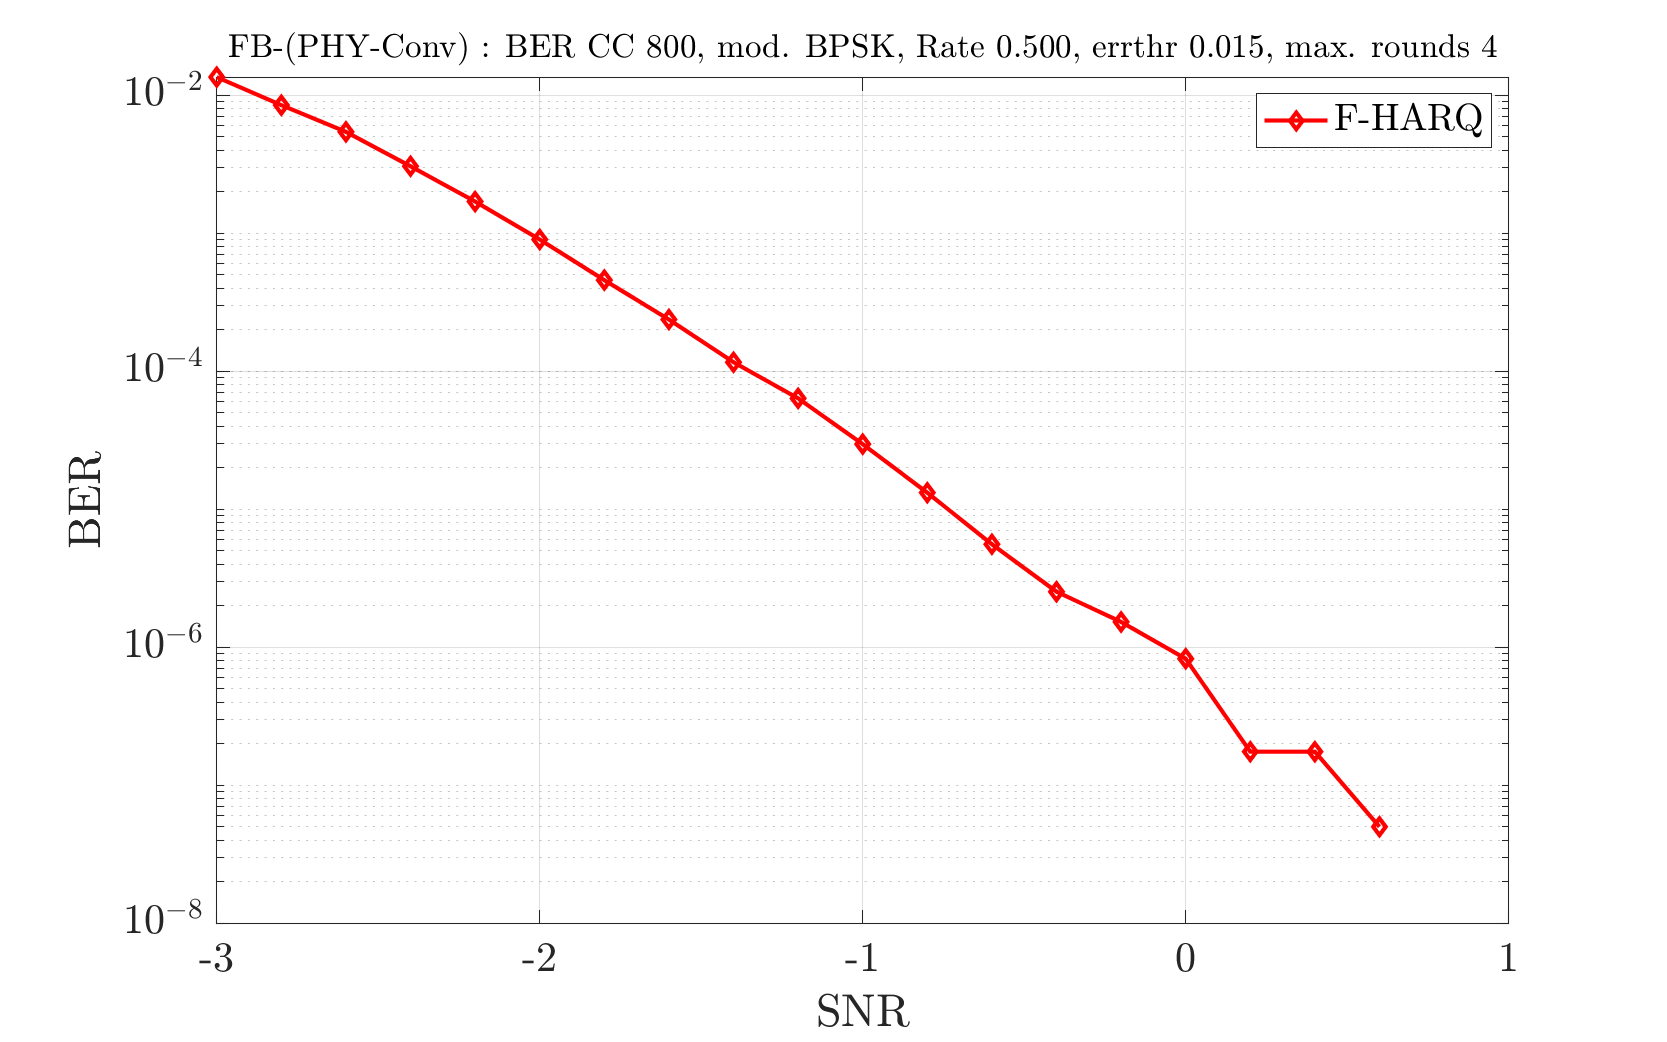 FB-(PHY-Conv) : BER CC 800, mod. BPSK, Rate 0.500, errthr 0.015, max. rounds 4
F-HARQ
10⁻²
10⁻⁴
10⁻⁶
10⁻⁸
BER
-3 -2 -1 0 1
SNR